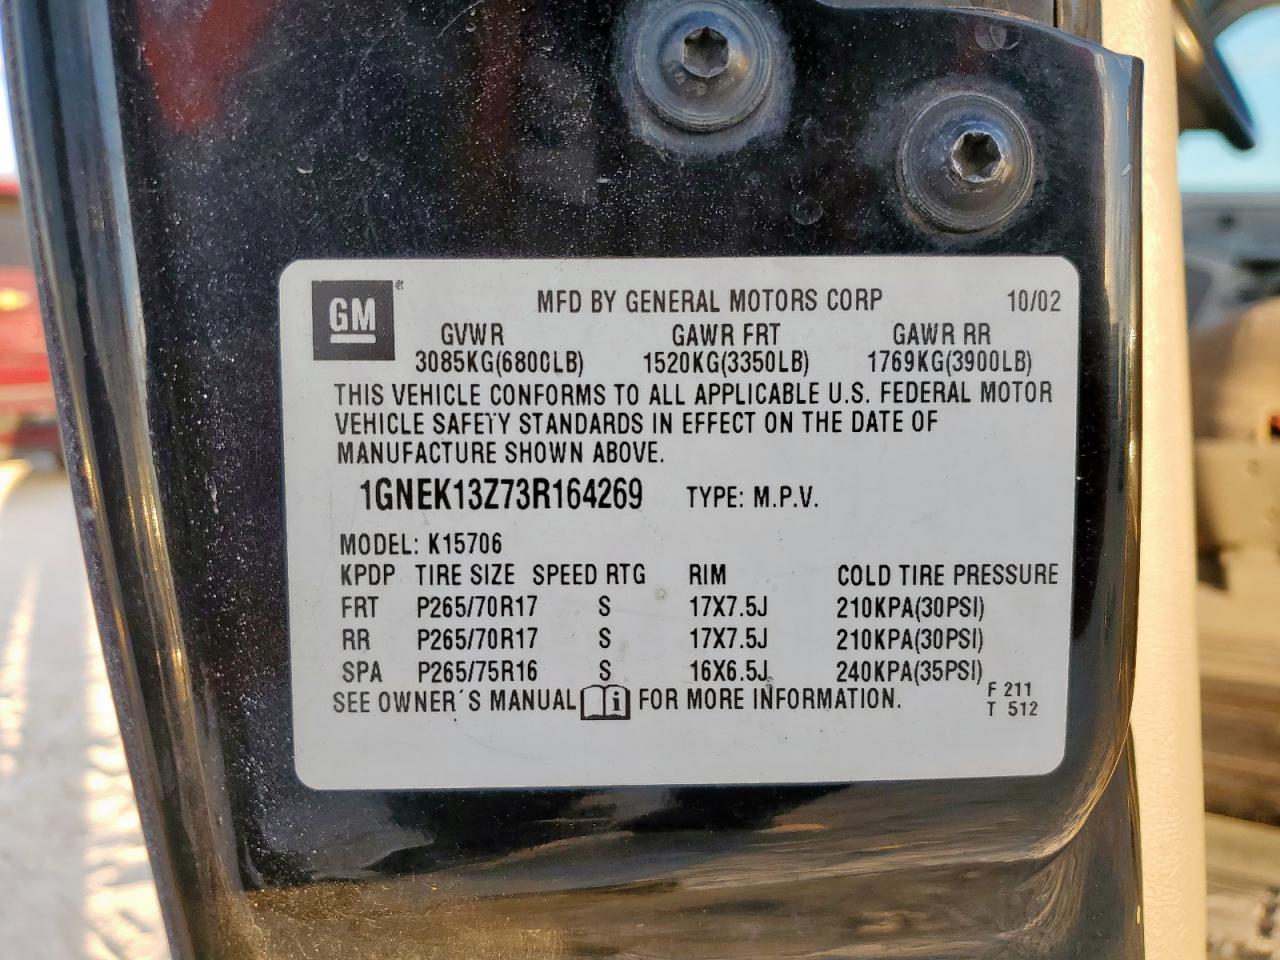 GM ®
MFD BY GENERAL MOTORS CORP 10/02
GVWR GAWR FRT GAWR RR
3085KG(6800LB) 1520KG(3350LB) 1769KG(3900LB)
THIS VEHICLE CONFORMS TO ALL APPLICABLE U.S. FEDERAL MOTOR
VEHICLE SAFETY STANDARDS IN EFFECT ON THE DATE OF
MANUFACTURE SHOWN ABOVE.
1GNEK13Z73R164269 TYPE: M.P.V.
MODEL: K15706
KPDP TIRE SIZE SPEED RTG RIM COLD TIRE PRESSURE
FRT P265/70R17 S 17X7.5J 210KPA(30PSI)
RR P265/70R17 S 17X7.5J 210KPA(30PSI)
SPA P265/75R16 S 16X6.5J 240KPA(35PSI)
SEE OWNER'S MANUAL i FOR MORE INFORMATION. F 211
T 512